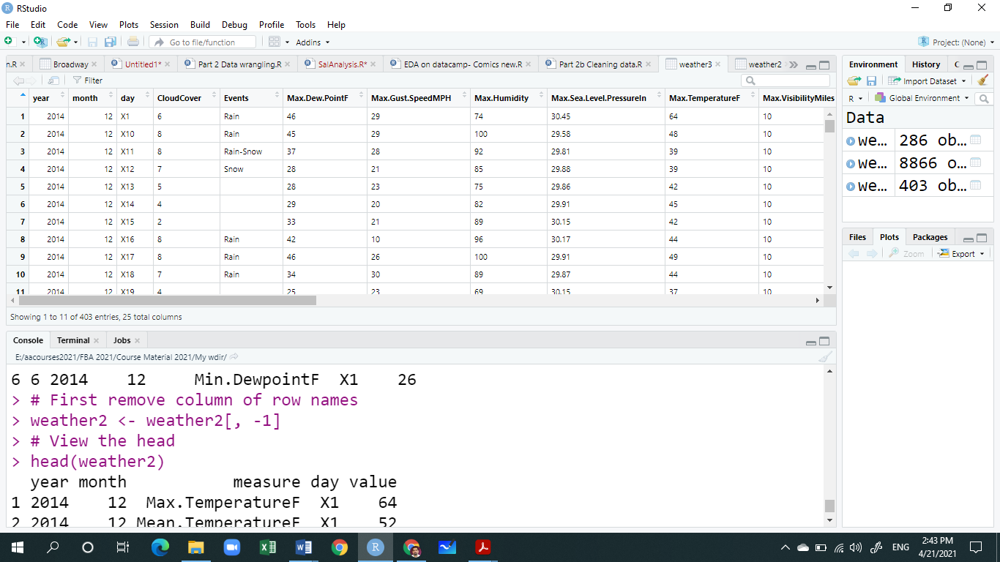 RStudio
File Edit Code View Plots Session Build Debug Profile Tools Help
Go to file/function Addins Project: (None)
n.R Broadway Untitled1* Part 2 Data wrangling.R SalAnalysis.R* EDA on datacamp- Comics new.R Part 2b Cleaning data.R weather3 weather2
Filter
year month day CloudCover Events Max.Dew.PointF Max.Gust.SpeedMPH Max.Humidity Max.Sea.Level.PressureIn Max.TemperatureF Max.VisibilityMiles
1 2014 12 X1 6 Rain 46 29 74 30.45 64 10
2 2014 12 X10 8 Rain 45 29 100 29.58 48 10
3 2014 12 X11 8 Rain-Snow 37 28 92 29.81 39 10
4 2014 12 X12 7 Snow 28 21 85 29.88 39 10
5 2014 12 X13 5 28 23 75 29.86 42 10
6 2014 12 X14 4 29 20 82 29.91 45 10
7 2014 12 X15 2 33 21 89 30.15 42 10
8 2014 12 X16 8 Rain 42 10 96 30.17 44 10
9 2014 12 X17 8 Rain 46 26 100 29.91 49 10
10 2014 12 X18 7 Rain 34 30 89 29.87 44 10
11 2014 12 X19 4 25 23 69 30.15 37 10
Showing 1 to 11 of 403 entries, 25 total columns
Console Terminal Jobs
E:/aacourses2021/FBA 2021/Course Material 2021/My wdir/
6 6 2014 12 Min.DewpointF X1 26
> # First remove column of row names
> weather2 <- weather2[, -1]
> # View the head
> head(weather2)
year month measure day value
1 2014 12 Max.TemperatureF X1 64
2 2014 12 Mean.TemperatureF X1 52
Environment History C
Import Dataset
R Global Environment
Data
we... 286 ob...
we... 8866 o...
we... 403 ob...
Files Plots Packages
Zoom Export
ENG
2:43 PM
4/21/2021